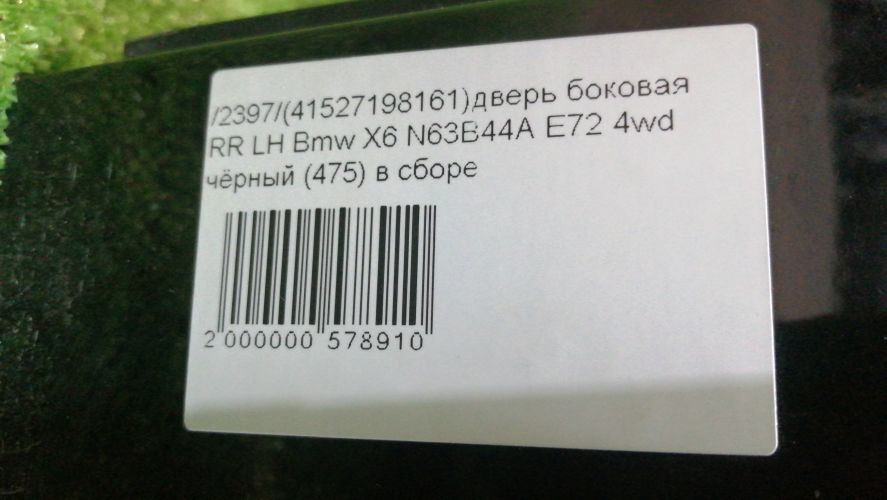 /2397/(41527198161)дверь боковая
RR LH Bmw X6 N63B44A E72 4wd
чёрный (475) в сборе
2 000000 578910